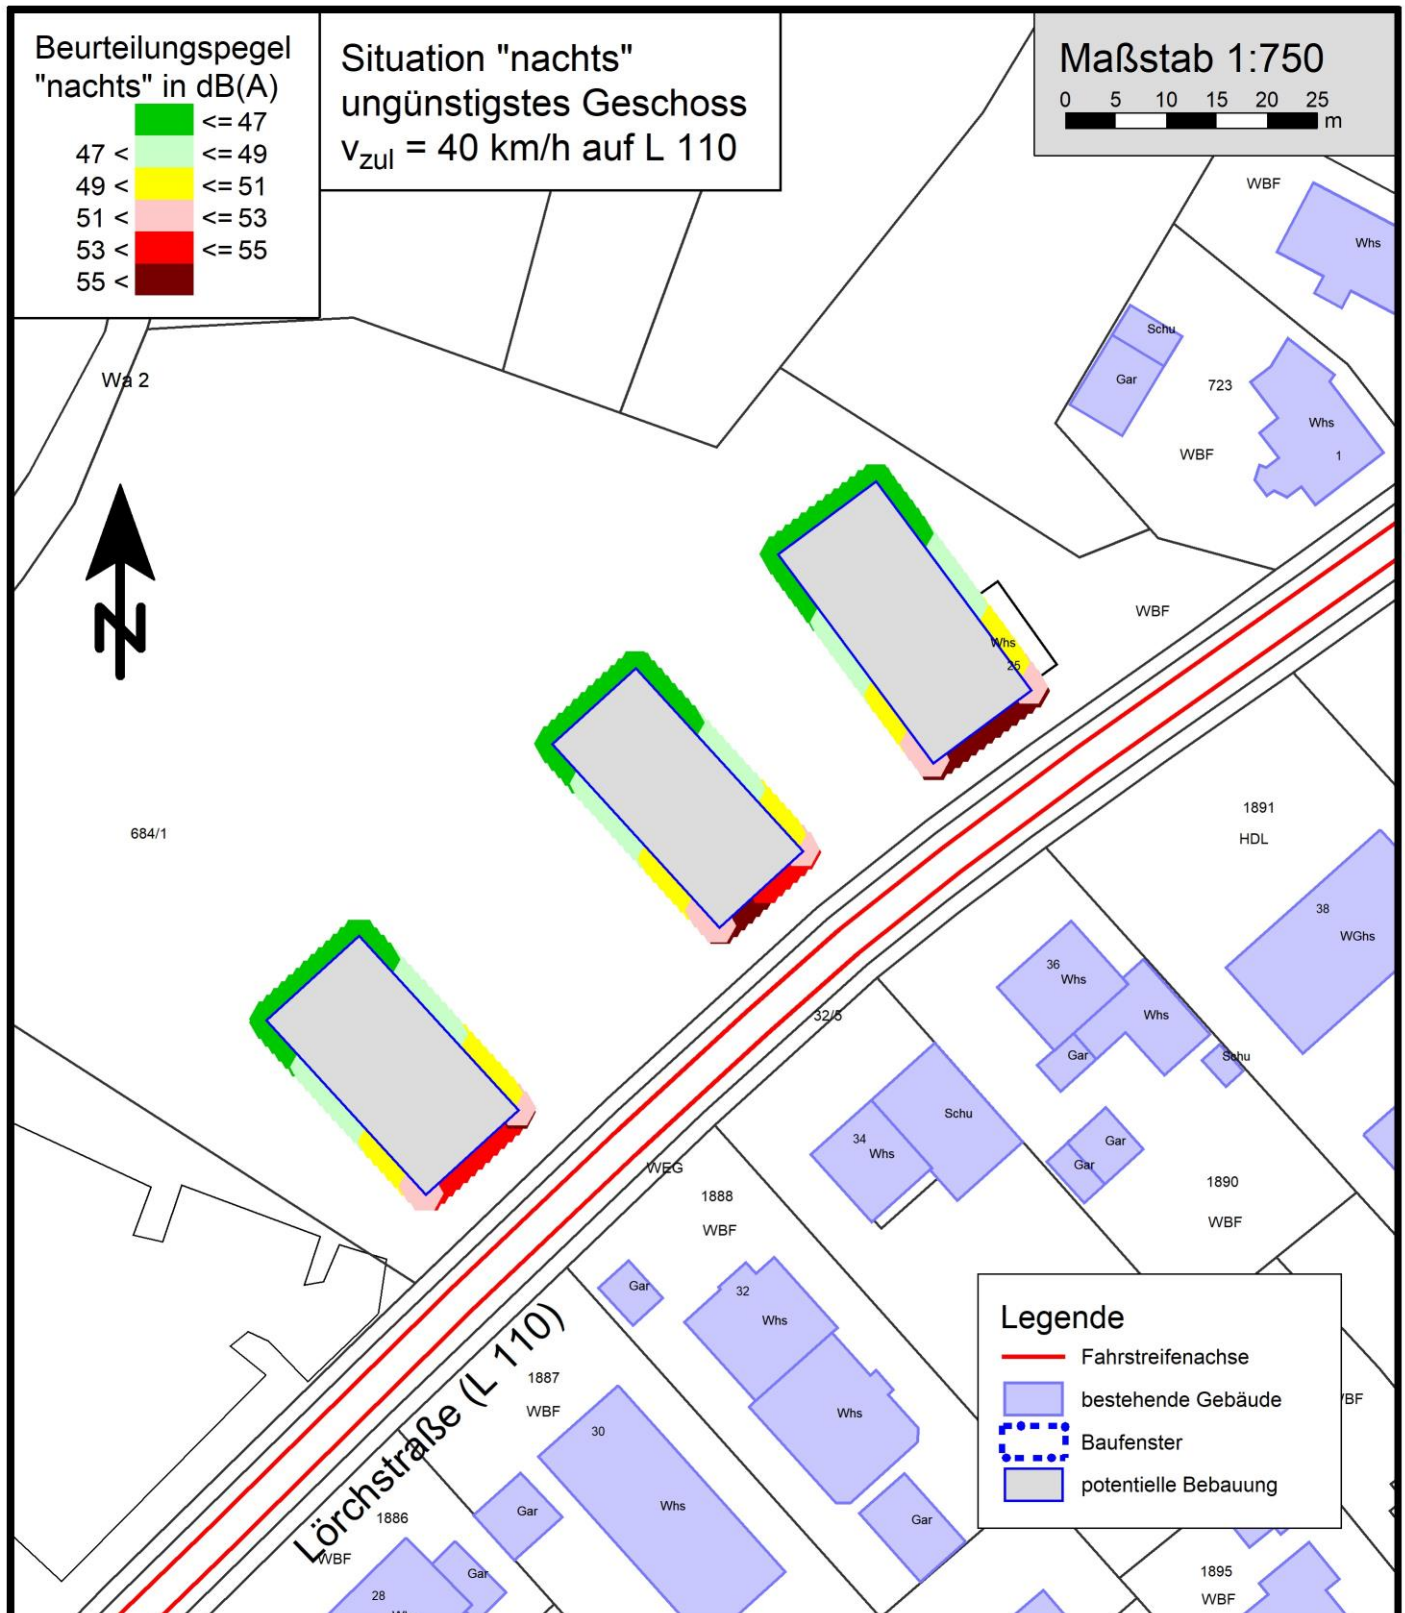 Beurteilungspegel
"nachts" in dB(A)
<= 47
47 < <= 49
49 < <= 51
51 < <= 53
53 < <= 55
55 <
Situation "nachts"
ungünstigstes Geschoss
vzul = 40 km/h auf L 110
Maßstab 1:750
0 5 10 15 20 25
m
WBF
Whs
Schu
Gar
723
Whs
1
WBF
Wa 2
N
WBF
Whs
25
684/1
1891
HDL
38
WGhs
36
Whs
Whs
Gar
Schu
32/5
Schu
34
Whs
Gar
Gar
1890
WBF
WEG
1888
WBF
Gar
32
Whs
Whs
Gar
Lörchstraße (L 110)
1887
WBF
30
Whs
Gar
1886
WBF
Gar
28
Legende
Fahrstreifenachse
bestehende Gebäude
Baufenster
potentielle Bebauung
1895
WBF